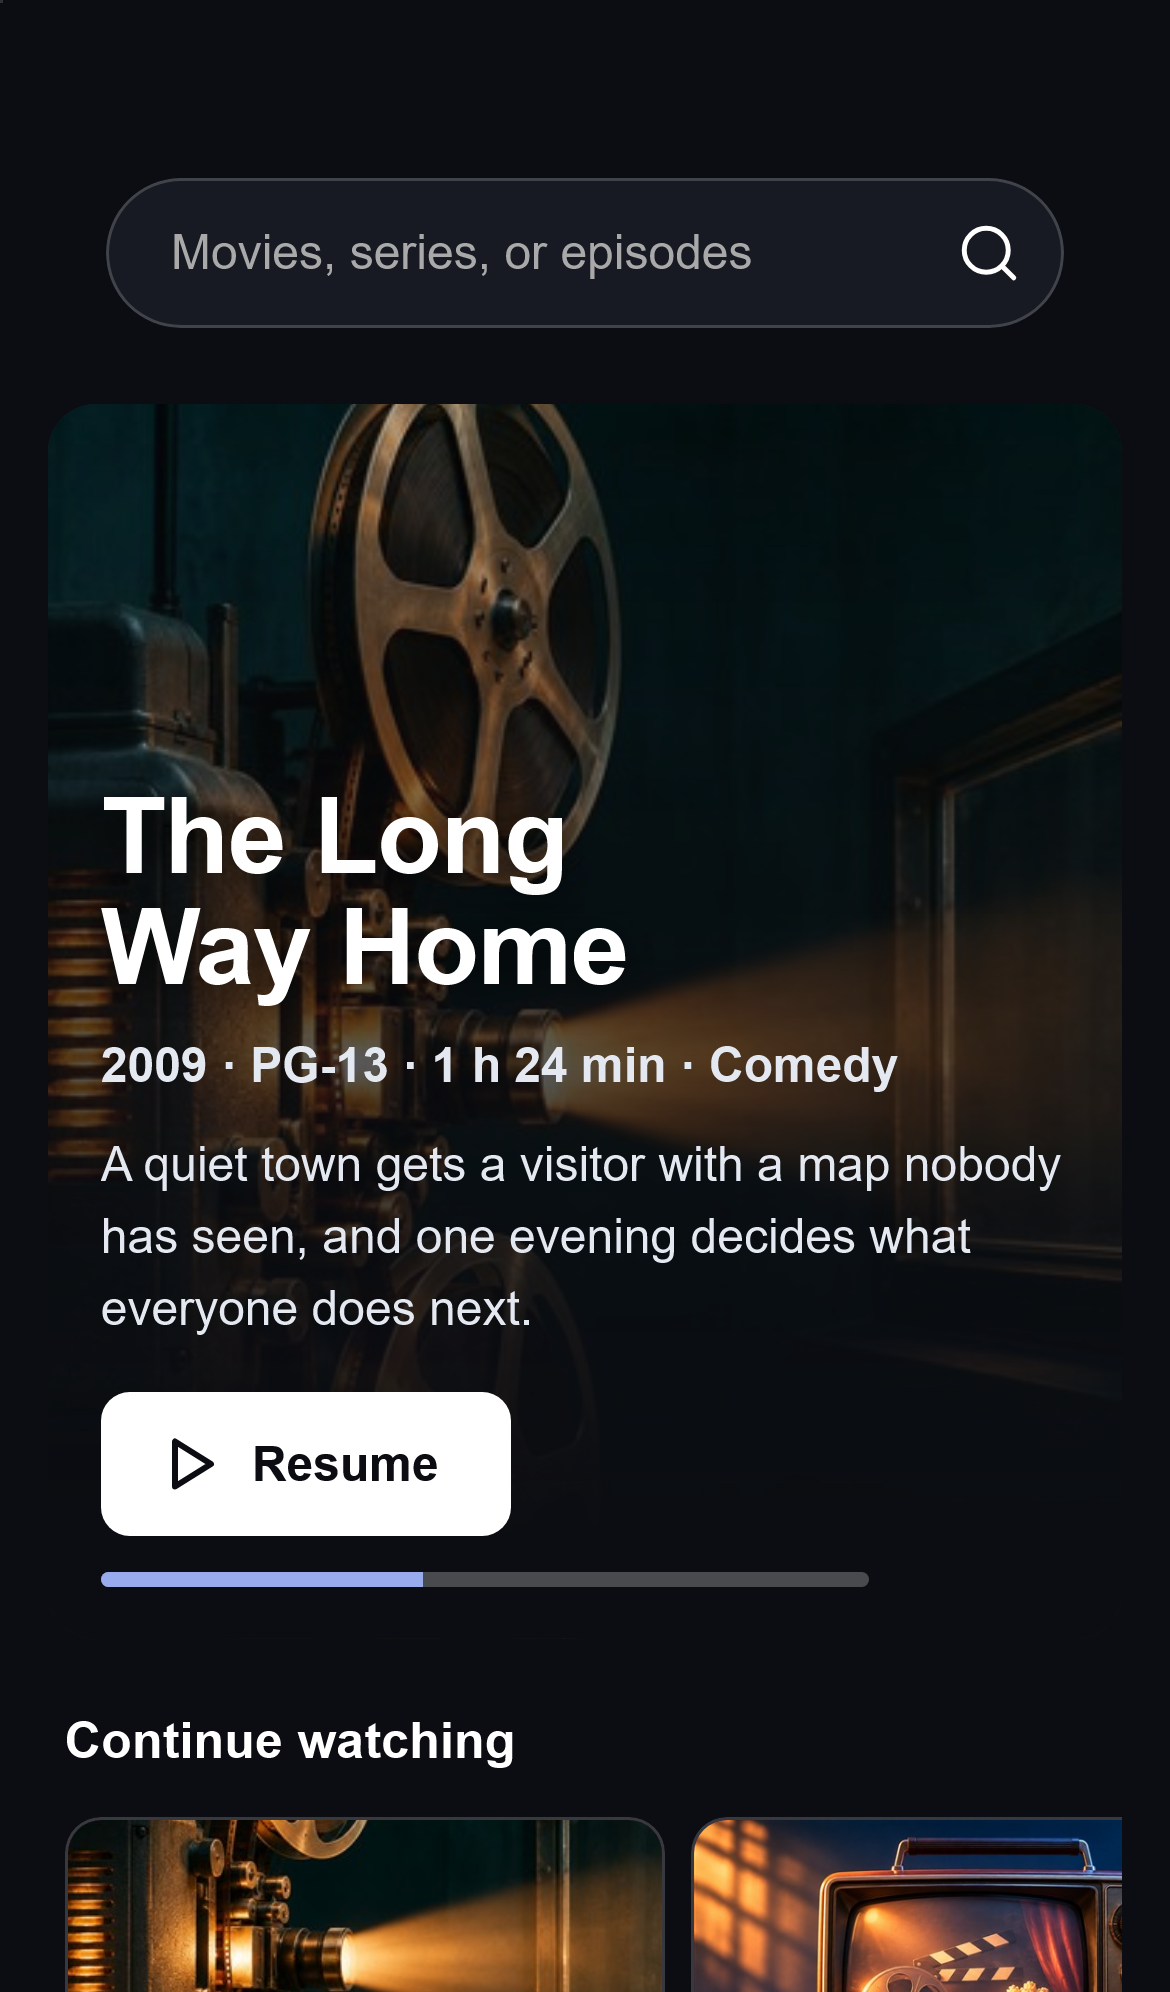 Movies, series, or episodes
The Long
Way Home
2009 · PG-13 · 1 h 24 min · Comedy
A quiet town gets a visitor with a map nobody
has seen, and one evening decides what
everyone does next.
Resume
Continue watching